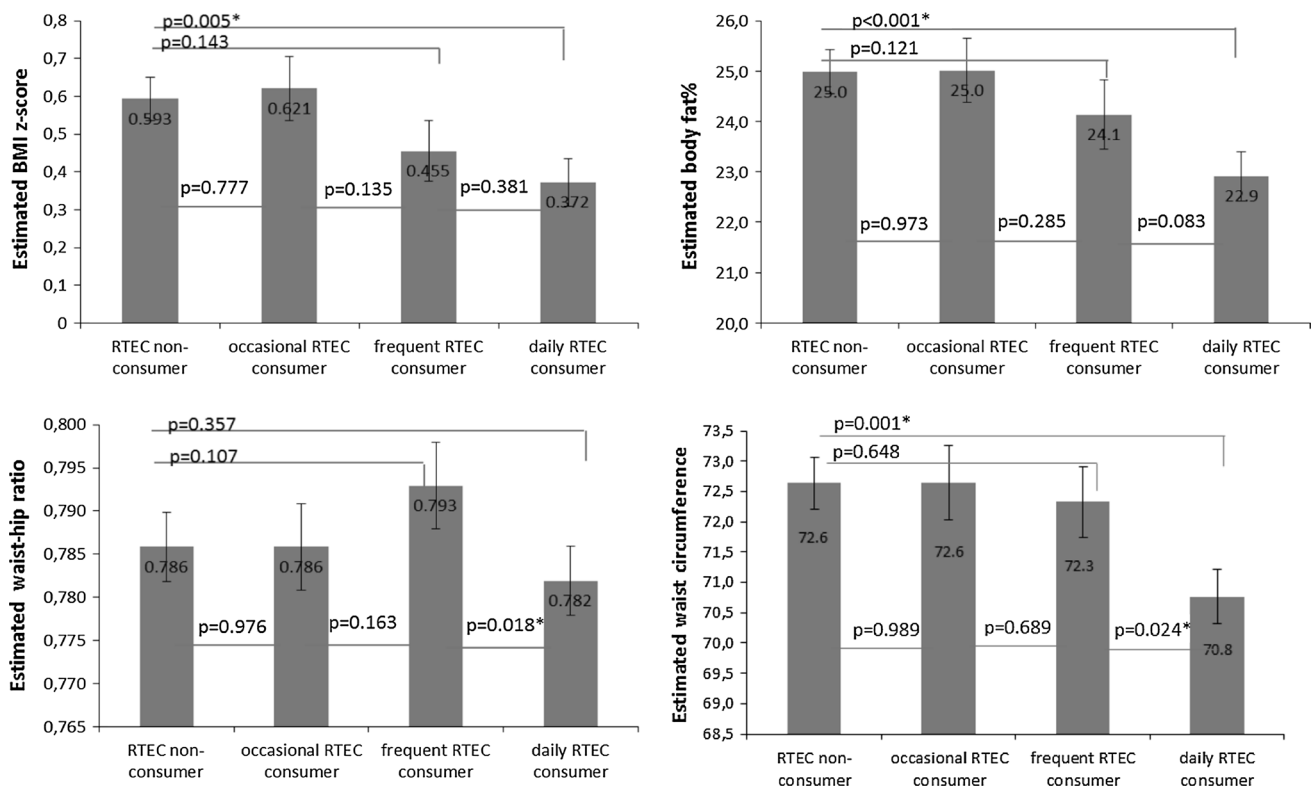 Estimated BMI z-score
0,8
0,7
0,6
0,5
0,4
0,3
0,2
0,1
0
p=0.005*
p=0.143
0.593
0.621
0.455
0.372
p=0.777
p=0.135
p=0.381
RTEC non-
consumer
occasional RTEC
consumer
frequent RTEC
consumer
daily RTEC
consumer
Estimated body fat%
26,0
25,0
24,0
23,0
22,0
21,0
20,0
p<0.001*
p=0.121
25.0
25.0
24.1
22.9
p=0.973
p=0.285
p=0.083
RTEC non-
consumer
occasional RTEC
consumer
frequent RTEC
consumer
daily RTEC
consumer
Estimated waist-hip ratio
0,800
0,795
0,790
0,785
0,780
0,775
0,770
0,765
p=0.357
p=0.107
0.786
0.786
0.793
0.782
p=0.976
p=0.163
p=0.018*
RTEC non-
consumer
occasional RTEC
consumer
frequent RTEC
consumer
daily RTEC
consumer
Estimated waist circumference
73,5
73,0
72,5
72,0
71,5
71,0
70,5
70,0
69,5
69,0
68,5
p=0.001*
p=0.648
72.6
72.6
72.3
70.8
p=0.989
p=0.689
p=0.024*
RTEC non-
consumer
occasional RTEC
consumer
frequent RTEC
consumer
daily RTEC
consumer